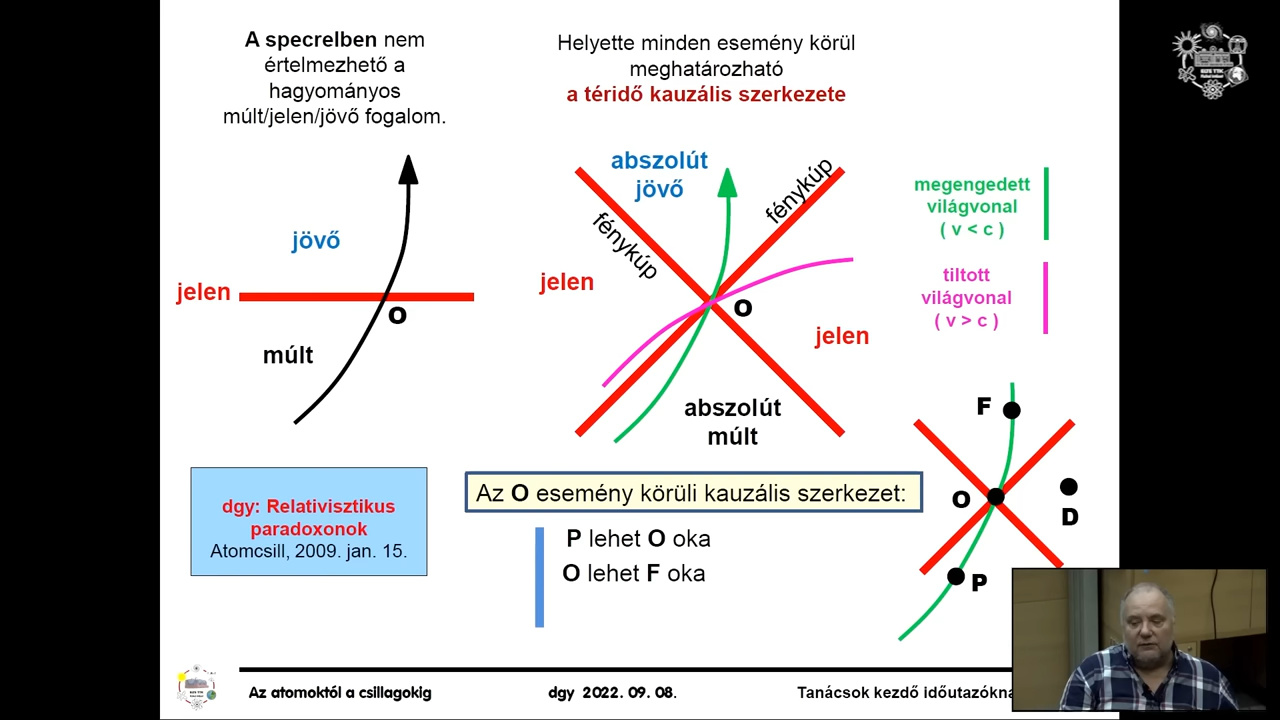 A specrelben nem
értelmezhető a
hagyományos
múlt/jelen/jövő fogalom.
Helyette minden esemény körül
meghatározható
a téridő kauzális szerkezete
jövő
jelen
O
múlt
abszolút
jövő
fénykúp
fénykúp
jelen
O
jelen
abszolút
múlt
megengedett
világvonal
( v < c )
tiltott
világvonal
( v > c )
dgy: Relativisztikus
paradoxonok
Atomcsill, 2009. jan. 15.
Az O esemény körüli kauzális szerkezet:
P lehet O oka
O lehet F oka
F
O
D
P
Az atomoktól a csillagokig
dgy 2022. 09. 08.
Tanácsok kezdő